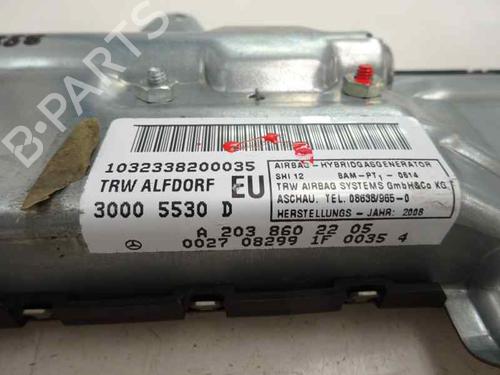 B-PARTS
1032338200035
TRW ALFDORF EU
3000 5530 D
AIRBAG-HYBRIDGASGENERATOR
SHI 12 BAM-PT1-0614
TRW AIRBAG SYSTEMS GmbH&Co KG
ASCHAU. TEL. 08638/965-0
HERSTELLUNGS - JAHR: 2008
A 203 860 22 05
0027 08299 1F 0035 4